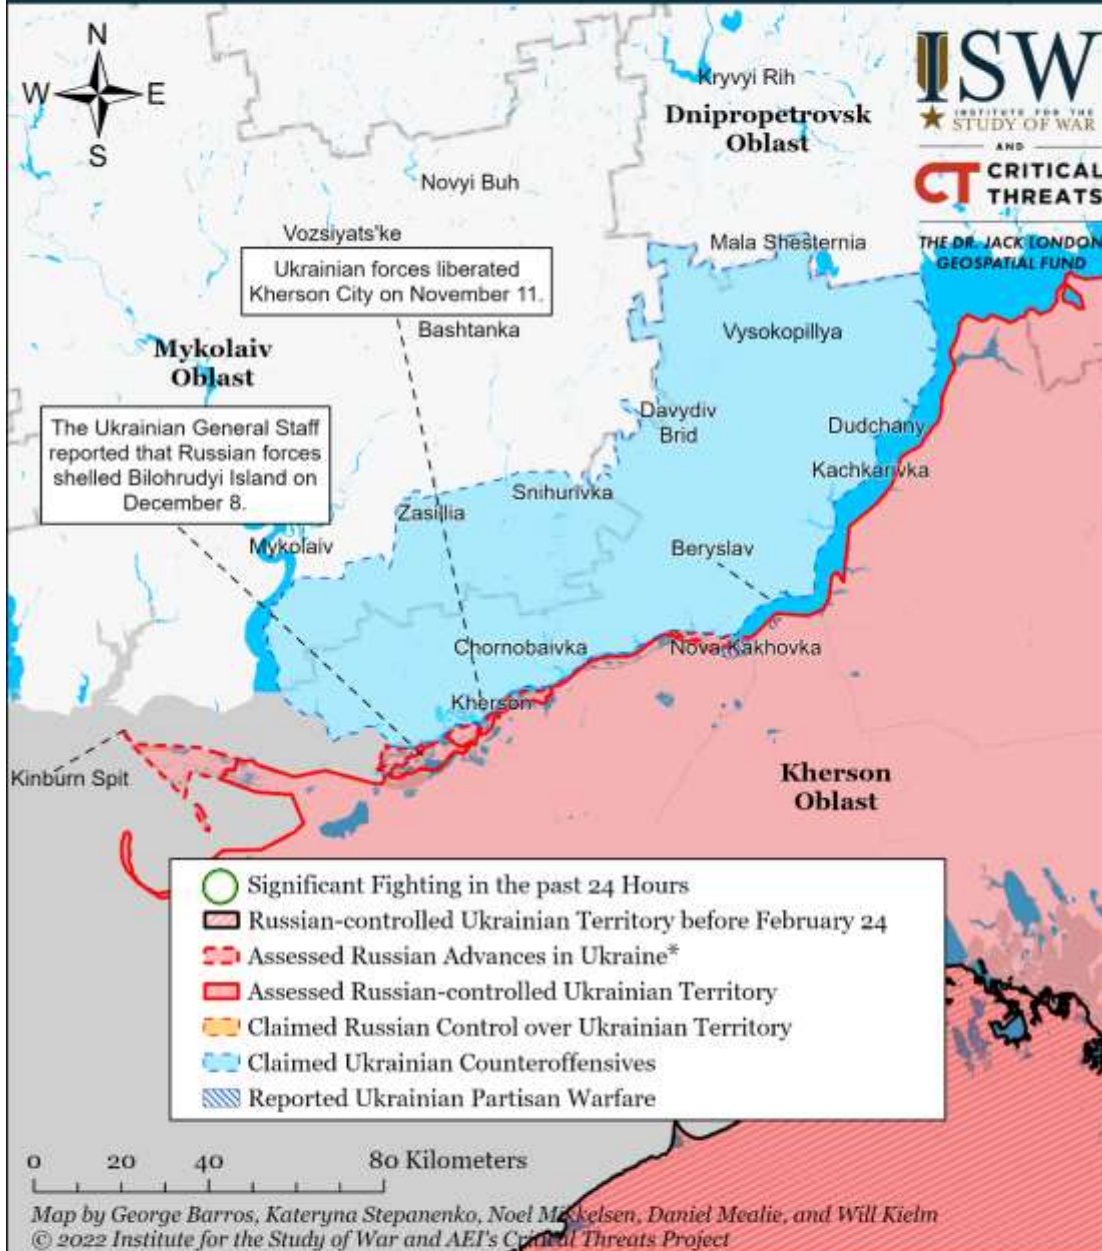 N
W
E
S
ISW
INSTITUTE FOR THE
STUDY OF WAR
AND
CT CRITICAL
THREATS
THE DR. JACK LONDON
GEOSPATIAL FUND
Kryvyi Rih
Dnipropetrovsk
Oblast
Novyi Buh
Vozsiyats'ke
Mala Shesternia
Ukrainian forces liberated
Kherson City on November 11.
Bashtanka
Vysokopillya
Mykolaiv
Oblast
Davydiv
Brid
Dudchany
The Ukrainian General Staff
reported that Russian forces
shelled Bilohrudyi Island on
December 8.
Kachkarivka
Snihurivka
Zasillia
Mykolaiv
Beryslav
Chornobaivka
Nova Kakhovka
Kherson
Kinburn Spit
Kherson
Oblast
Significant Fighting in the past 24 Hours
Russian-controlled Ukrainian Territory before February 24
Assessed Russian Advances in Ukraine*
Assessed Russian-controlled Ukrainian Territory
Claimed Russian Control over Ukrainian Territory
Claimed Ukrainian Counteroffensives
Reported Ukrainian Partisan Warfare
0 20 40 80 Kilometers
Map by George Barros, Kateryna Stepanenko, Noel Mikkelsen, Daniel Mealie, and Will Kielm
© 2022 Institute for the Study of War and AEI's Critical Threats Project